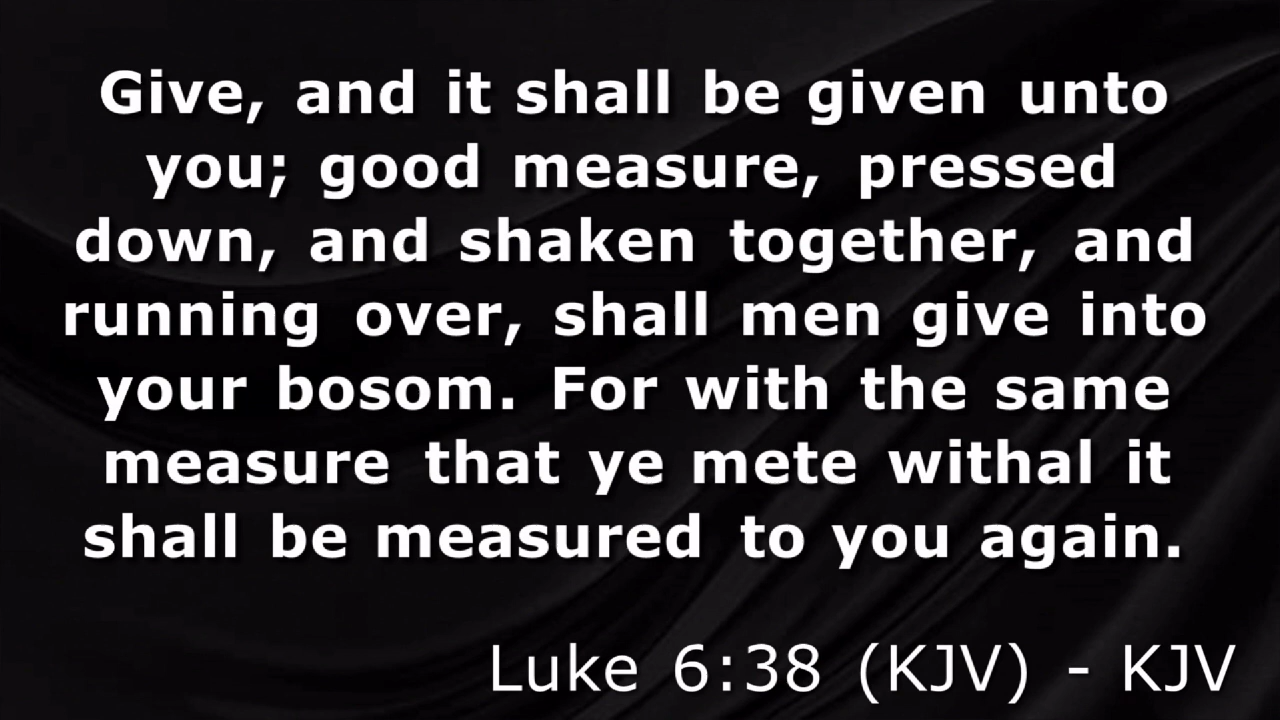 Give, and it shall be given unto
you; good measure, pressed
down, and shaken together, and
running over, shall men give into
your bosom. For with the same
measure that ye mete withal it
shall be measured to you again.
Luke 6:38 (KJV) - KJV